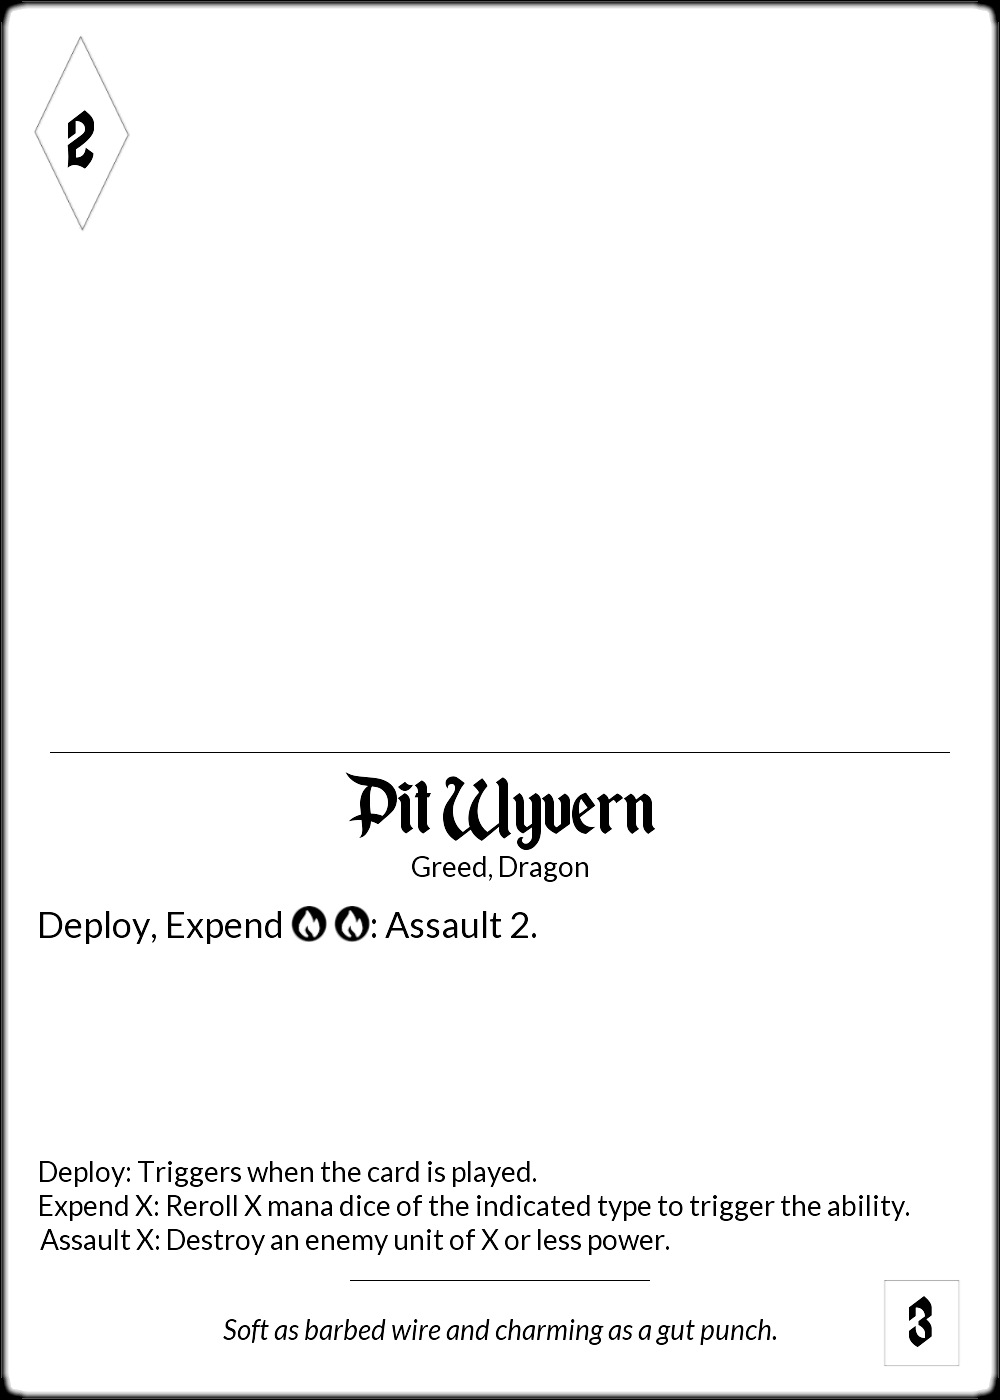 2
Pit Wyvern
Greed, Dragon
Deploy, Expend : Assault 2.
Deploy: Triggers when the card is played.
Expend X: Reroll X mana dice of the indicated type to trigger the ability.
Assault X: Destroy an enemy unit of X or less power.
Soft as barbed wire and charming as a gut punch.
3